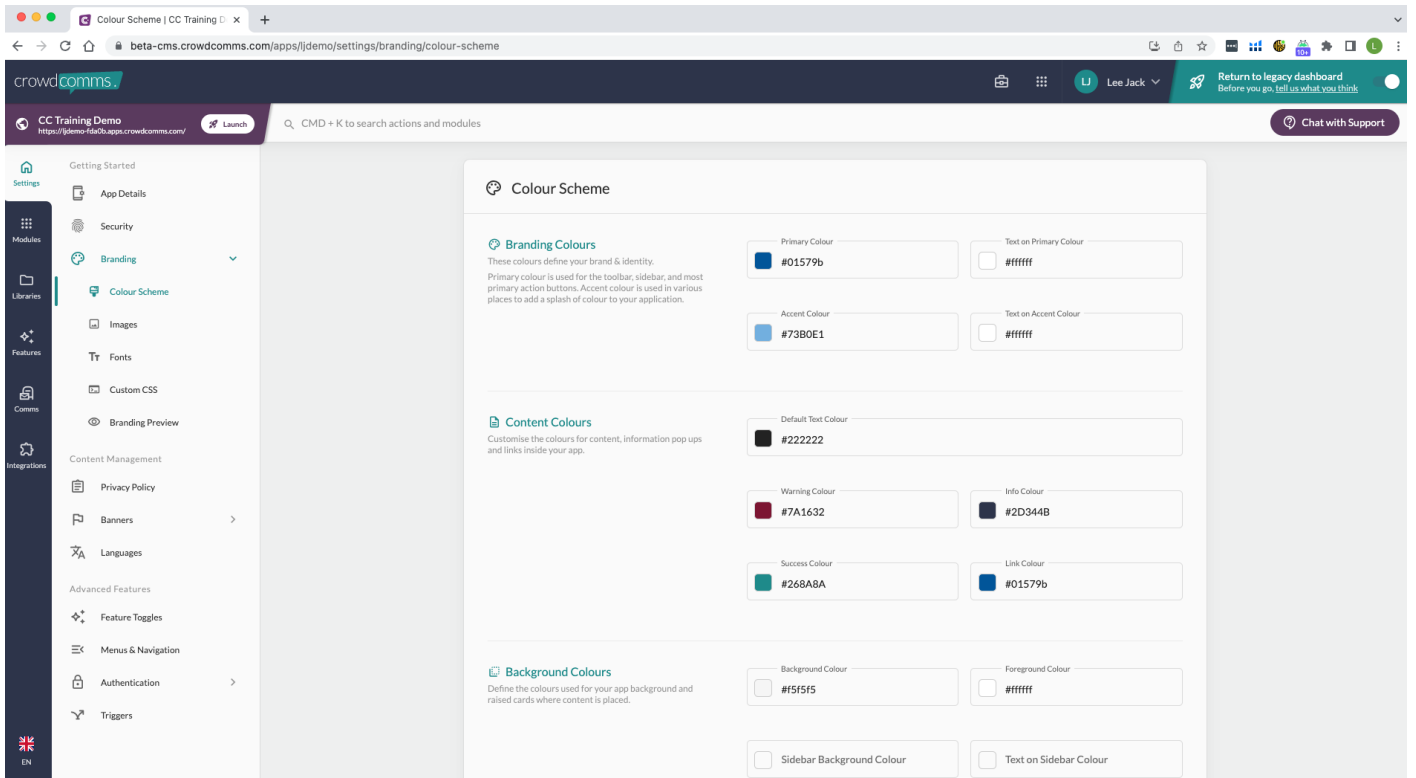 Colour Scheme | CC Training D
beta-cms.crowdcomms.com/apps/ljdemo/settings/branding/colour-scheme
10+
L
crowdcomms.
LJ
Lee Jack
Return to legacy dashboard
Before you go, tell us what you think
CC Training Demo
https://ljdemo-fda0b.apps.crowdcomms.com/
Launch
CMD + K to search actions and modules
Chat with Support
Settings
Modules
Libraries
Features
Comms
Integrations
EN
Getting Started
App Details
Security
Branding
Colour Scheme
Images
Fonts
Custom CSS
Branding Preview
Content Management
Privacy Policy
Banners
Languages
Advanced Features
Feature Toggles
Menus & Navigation
Authentication
Triggers
Colour Scheme
Branding Colours
These colours define your brand & identity.
Primary colour is used for the toolbar, sidebar, and most
primary action buttons. Accent colour is used in various
places to add a splash of colour to your application.
Primary Colour
#01579b
Text on Primary Colour
#ffffff
Accent Colour
#73B0E1
Text on Accent Colour
#ffffff
Content Colours
Customise the colours for content, information pop ups
and links inside your app.
Default Text Colour
#222222
Warning Colour
#7A1632
Info Colour
#2D344B
Success Colour
#268A8A
Link Colour
#01579b
Background Colours
Define the colours used for your app background and
raised cards where content is placed.
Background Colour
#f5f5f5
Foreground Colour
#ffffff
Sidebar Background Colour
Text on Sidebar Colour